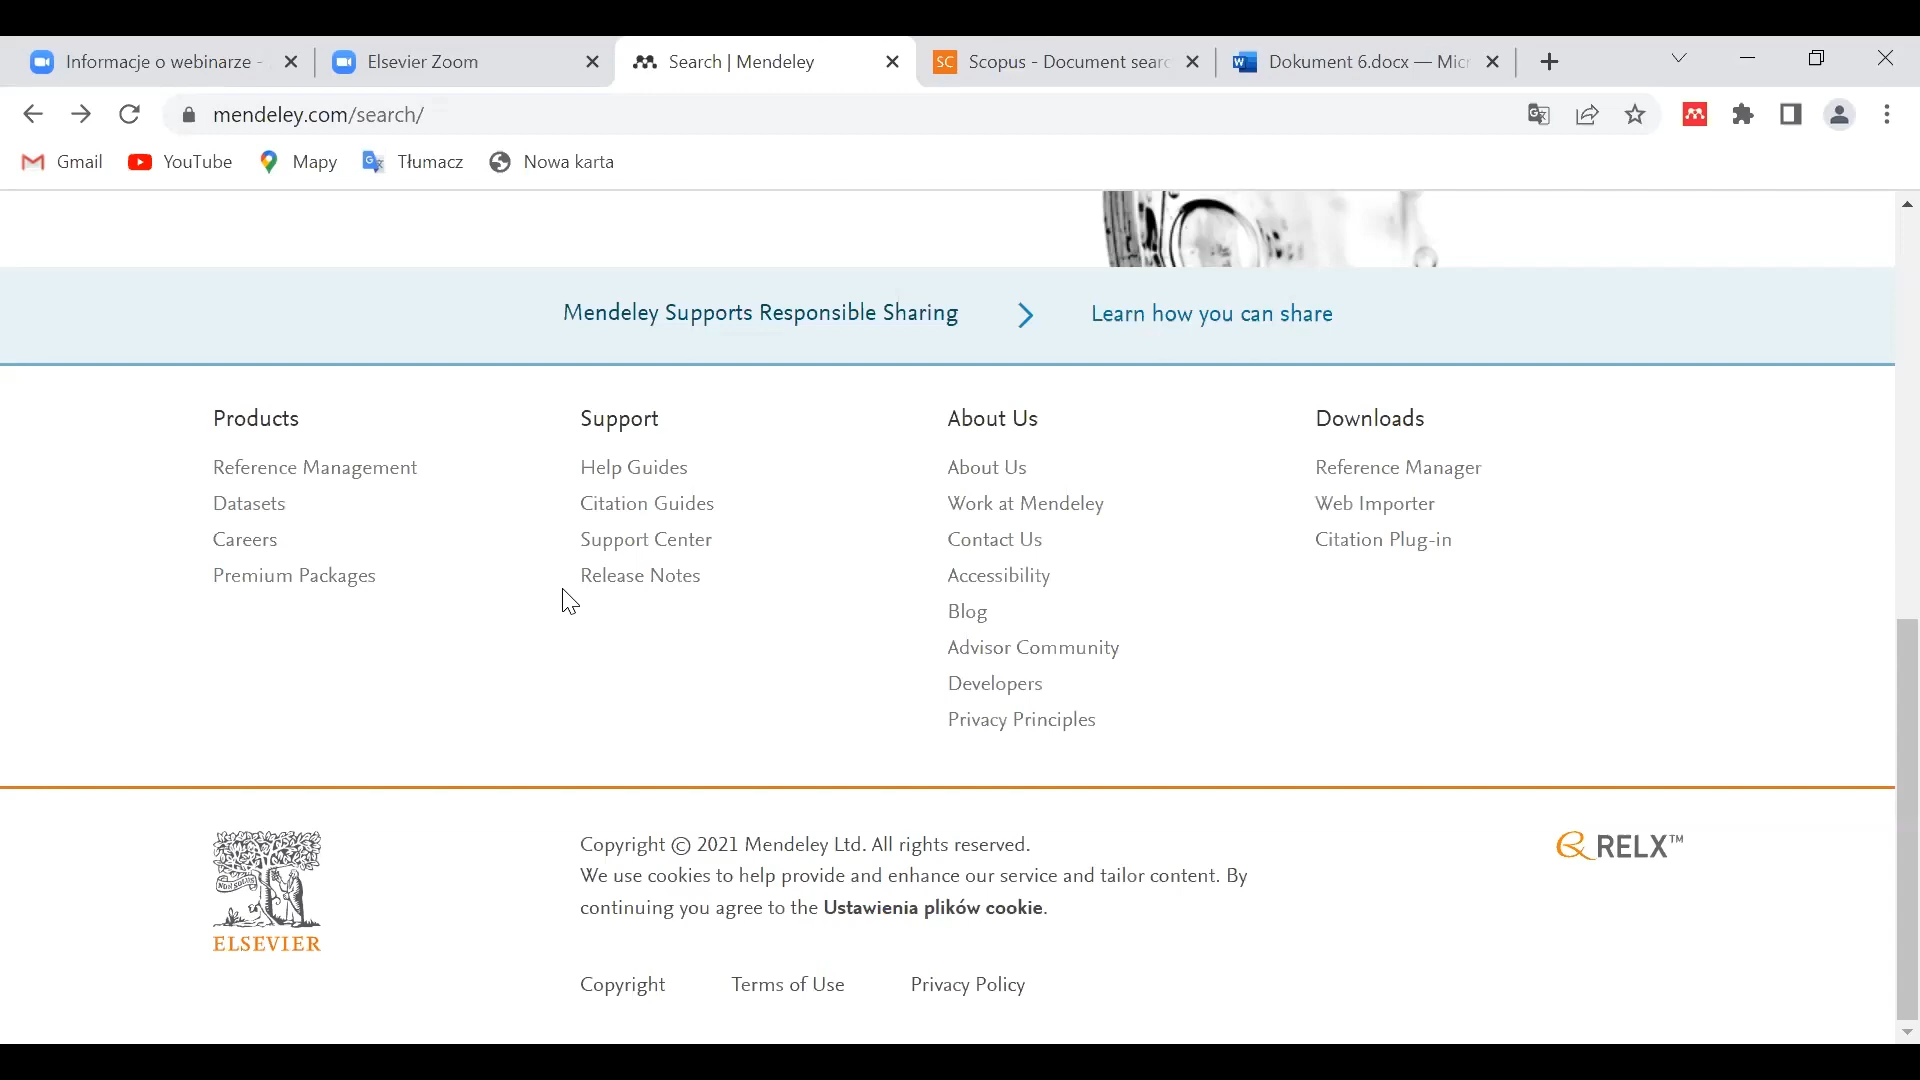 Informacje o webinarze -
Elsevier Zoom
Search | Mendeley
SC
Scopus - Document searc
W
Dokument 6.docx — Micr
mendeley.com/search/
Gmail
YouTube
Mapy
Tłumacz
Nowa karta
Mendeley Supports Responsible Sharing
Learn how you can share
Products
Reference Management
Datasets
Careers
Premium Packages
Support
Help Guides
Citation Guides
Support Center
Release Notes
About Us
About Us
Work at Mendeley
Contact Us
Accessibility
Blog
Advisor Community
Developers
Privacy Principles
Downloads
Reference Manager
Web Importer
Citation Plug-in
NON SOLUS
ELSEVIER
Copyright © 2021 Mendeley Ltd. All rights reserved.
We use cookies to help provide and enhance our service and tailor content. By
continuing you agree to the Ustawienia plików cookie.
RELX™
Copyright
Terms of Use
Privacy Policy